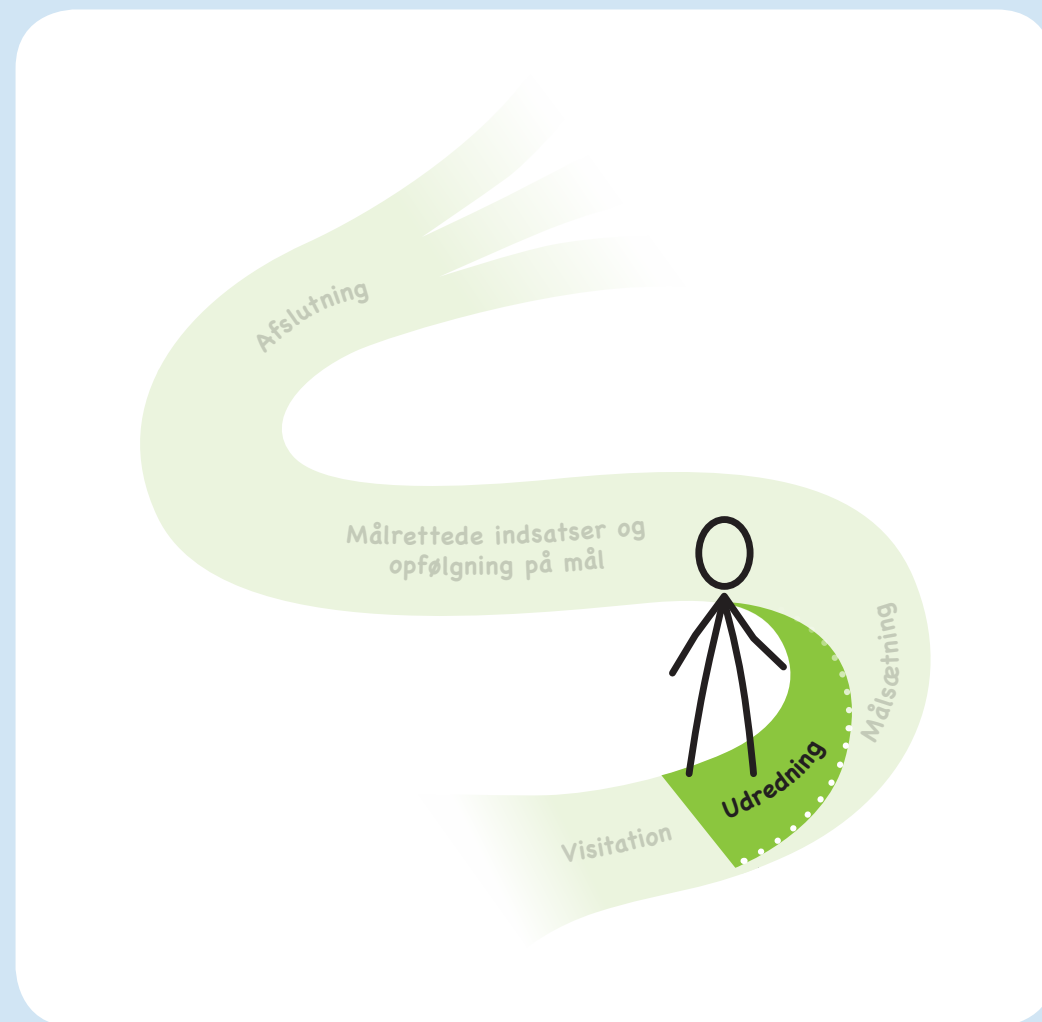 Afslutning
Målrettede indsatser og
opfølgning på mål
Målsætning
Udredning
Visitation